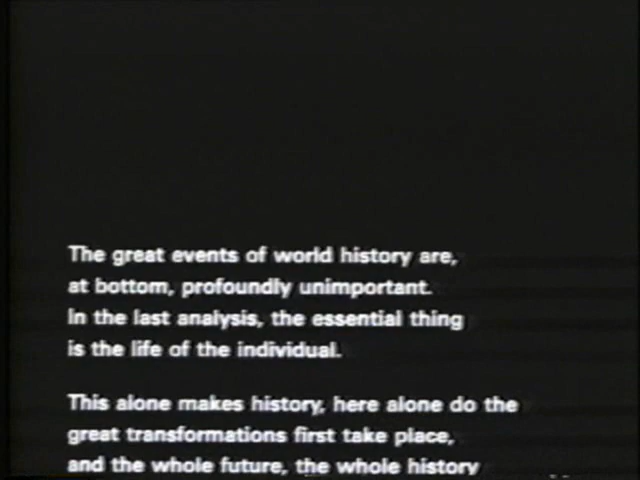 The great events of world history are,
at bottom, profoundly unimportant.
In the last analysis, the essential thing
is the life of the individual.
This alone makes history, here alone do the
great transformations first take place,
and the whole future, the whole history